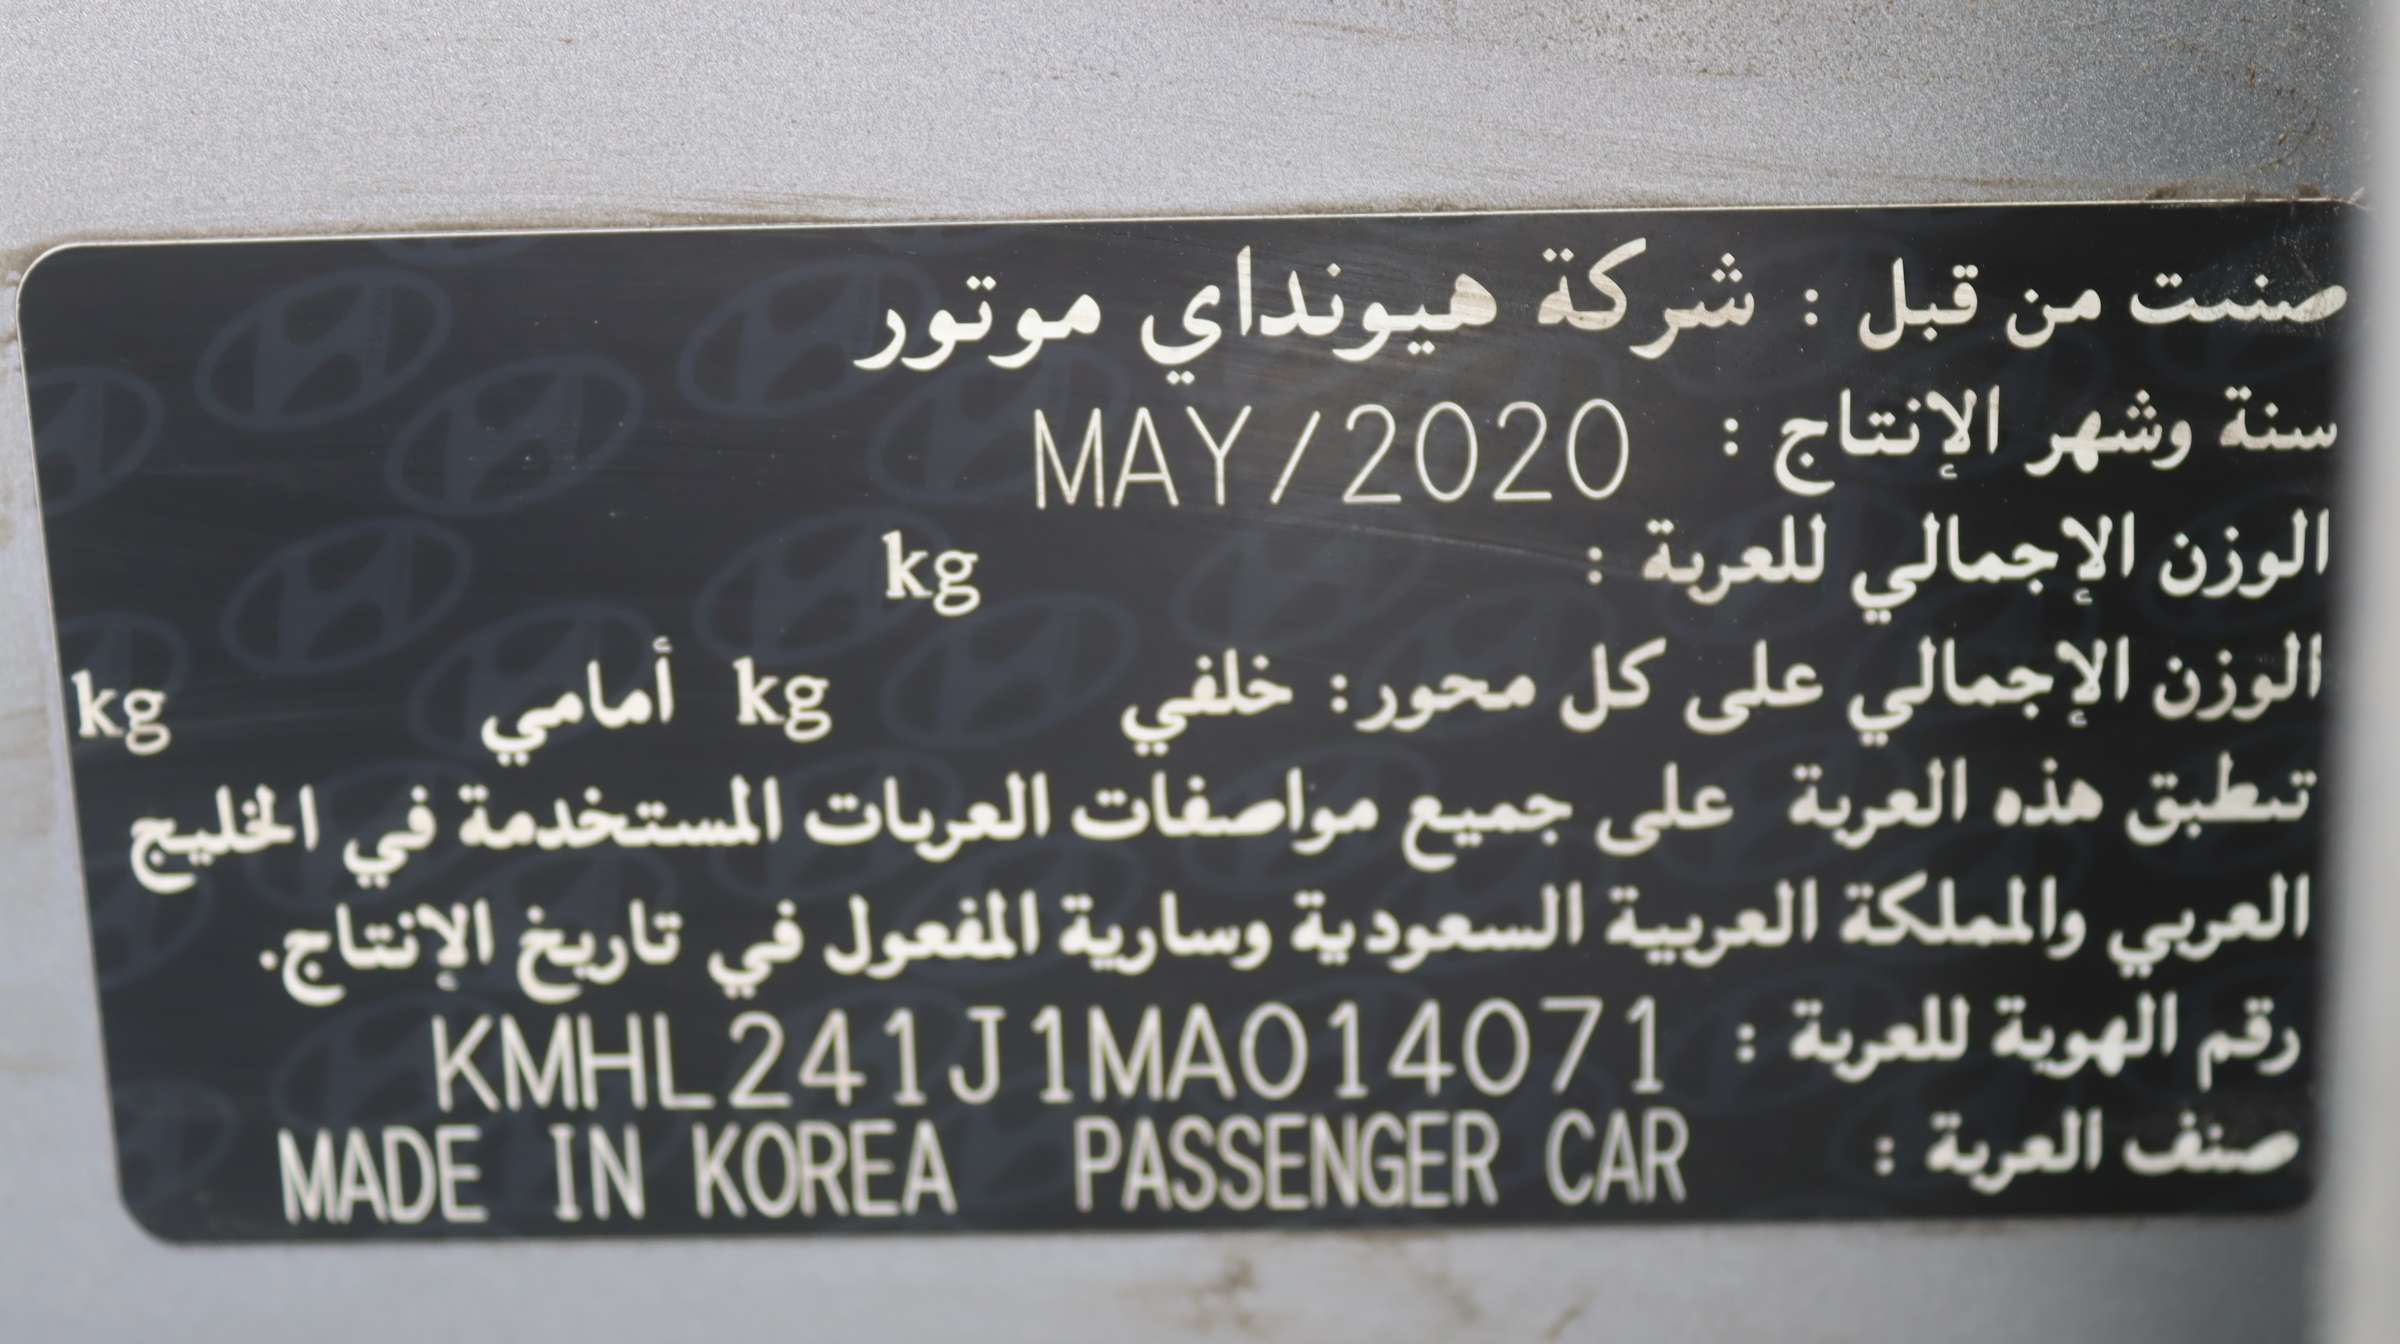 صنعت من قبل : شركة هيونداي موتور
سنة وشهر الإنتاج : MAY/2020
الوزن الإجمالي للعربة : kg
الوزن الإجمالي على كل محور: خلفي kg أمامي kg
تنطبق هذه العربة على جميع مواصفات العربات المستخدمة في الخليج
العربي والمملكة العربية السعودية وسارية المفعول في تاريخ الإنتاج.
رقم الهوية للعربة : KMHL241J1MA014071
صنف العربة : PASSENGER CAR MADE IN KOREA